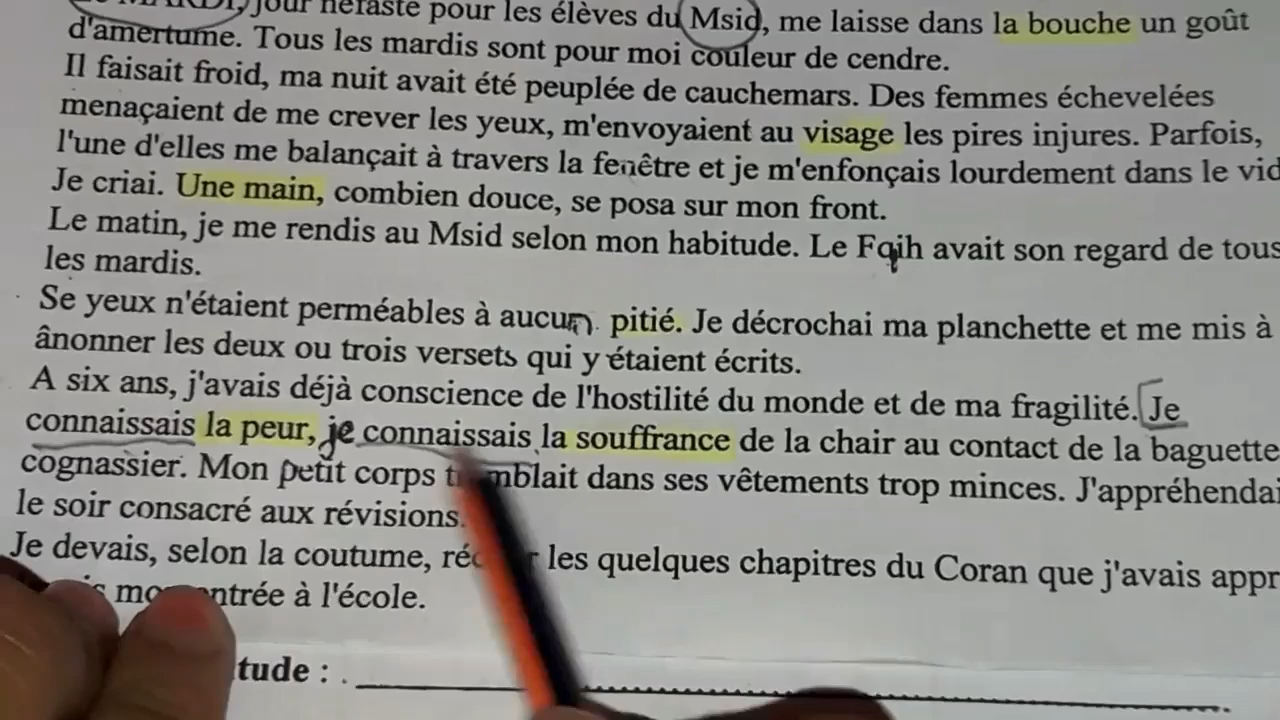 MARDI, jour néfaste pour les élèves du Msid, me laisse dans la bouche un goût
d'amertume. Tous les mardis sont pour moi couleur de cendre.
Il faisait froid, ma nuit avait été peuplée de cauchemars. Des femmes échevelées
menaçaient de me crever les yeux, m'envoyaient au visage les pires injures. Parfois,
l'une d'elles me balançait à travers la fenêtre et je m'enfonçais lourdement dans le vid
Je criai. Une main, combien douce, se posa sur mon front.
Le matin, je me rendis au Msid selon mon habitude. Le Fqih avait son regard de tous
les mardis.
Se yeux n'étaient perméables à aucun pitié. Je décrochai ma planchette et me mis à
ânonner les deux ou trois versets qui y étaient écrits.
A six ans, j'avais déjà conscience de l'hostilité du monde et de ma fragilité. Je
connaissais la peur, je connaissais la souffrance de la chair au contact de la baguette
cognassier. Mon petit corps tremblait dans ses vêtements trop minces. J'appréhendai
le soir consacré aux révisions.
Je devais, selon la coutume, les quelques chapitres du Coran que j'avais appr
à l'école.
tude :